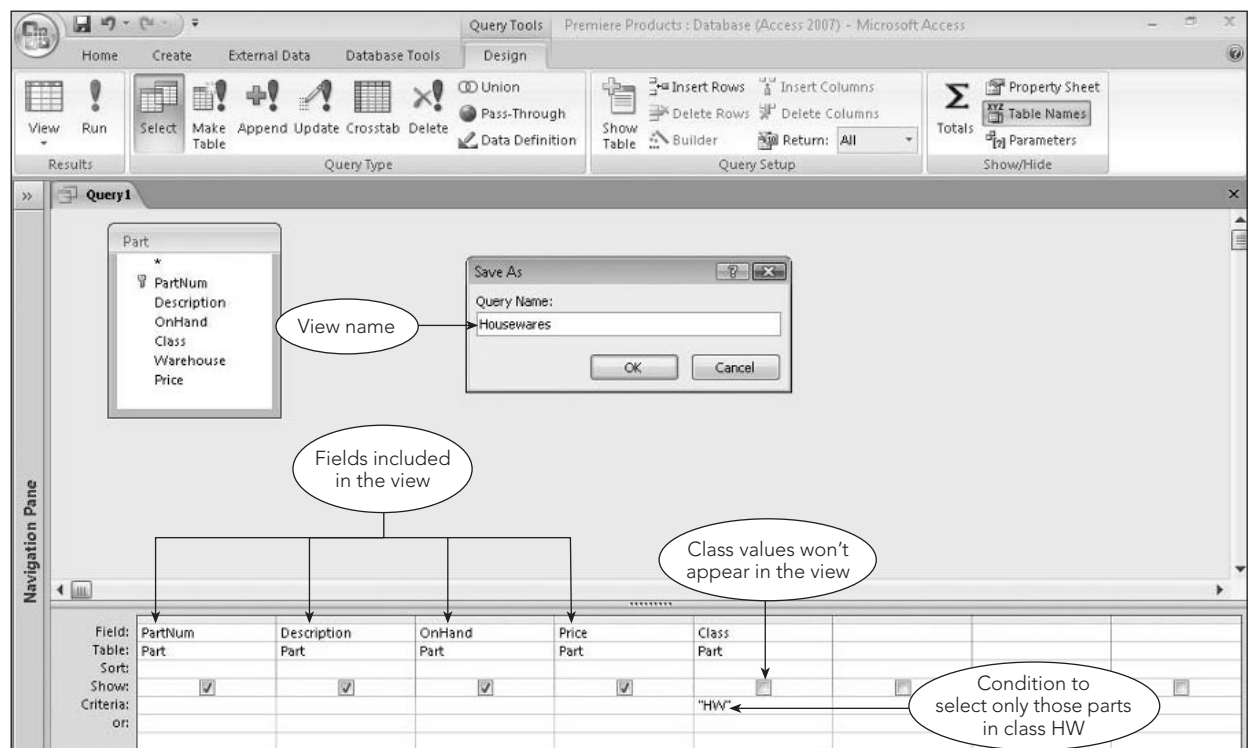 Query Tools Premiere Products : Database (Access 2007) - Microsoft Access
Home Create External Data Database Tools Design
View
Run
Select
Make Table
Append
Update
Crosstab
Delete
Union
Pass-Through
Data Definition
Show Table
Insert Rows
Delete Rows
Builder
Insert Columns
Delete Columns
Return: All
Totals
Property Sheet
Table Names
Parameters
Results Query Type Query Setup Show/Hide
Query1
Part
*
PartNum
Description
OnHand
Class
Warehouse
Price
View name
Save As
Query Name:
Housewares
OK Cancel
Fields included
in the view
Class values won't
appear in the view
Navigation Pane
Field: PartNum Description OnHand Price Class
Table: Part Part Part Part Part
Sort:
Show:
Criteria: "HW"
or:
Condition to
select only those parts
in class HW